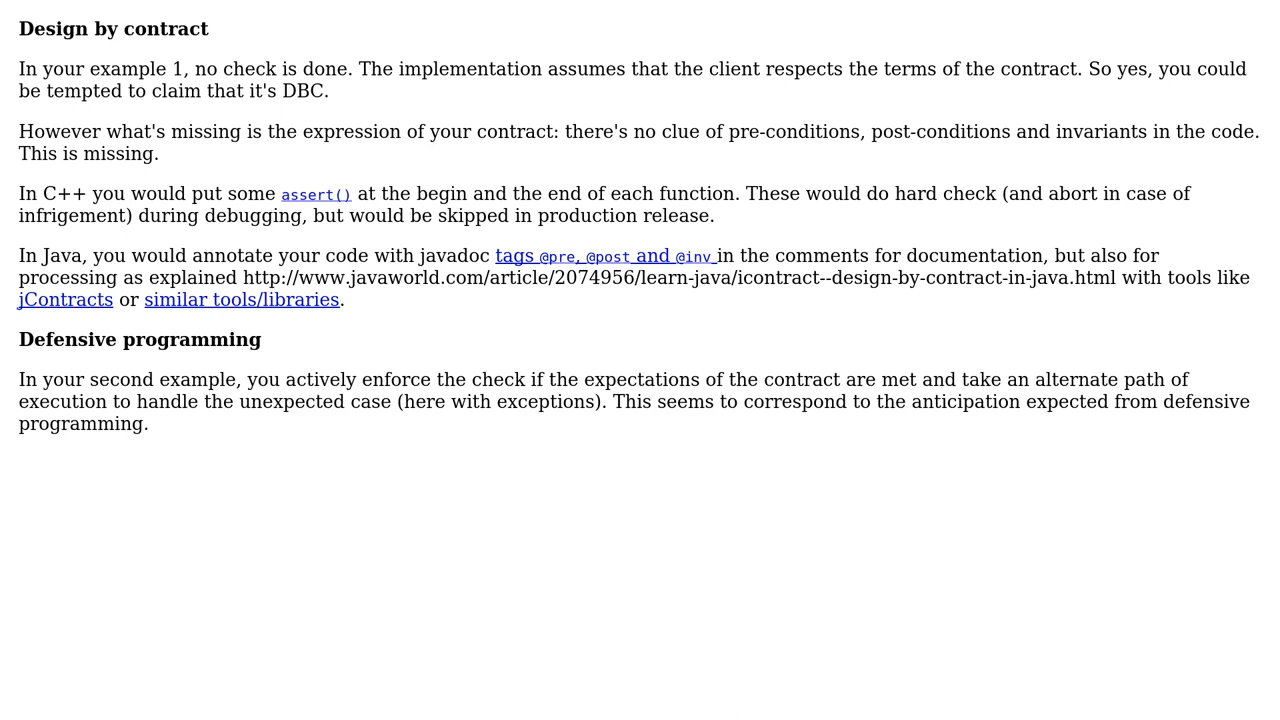 Design by contract
In your example 1, no check is done. The implementation assumes that the client respects the terms of the contract. So yes, you could
be tempted to claim that it's DBC.
However what's missing is the expression of your contract: there's no clue of pre-conditions, post-conditions and invariants in the code.
This is missing.
In C++ you would put some assert() at the begin and the end of each function. These would do hard check (and abort in case of
infrigement) during debugging, but would be skipped in production release.
In Java, you would annotate your code with javadoc tags @pre, @post and @inv in the comments for documentation, but also for
processing as explained http://www.javaworld.com/article/2074956/learn-java/icontract--design-by-contract-in-java.html with tools like
jContracts or similar tools/libraries.
Defensive programming
In your second example, you actively enforce the check if the expectations of the contract are met and take an alternate path of
execution to handle the unexpected case (here with exceptions). This seems to correspond to the anticipation expected from defensive
programming.